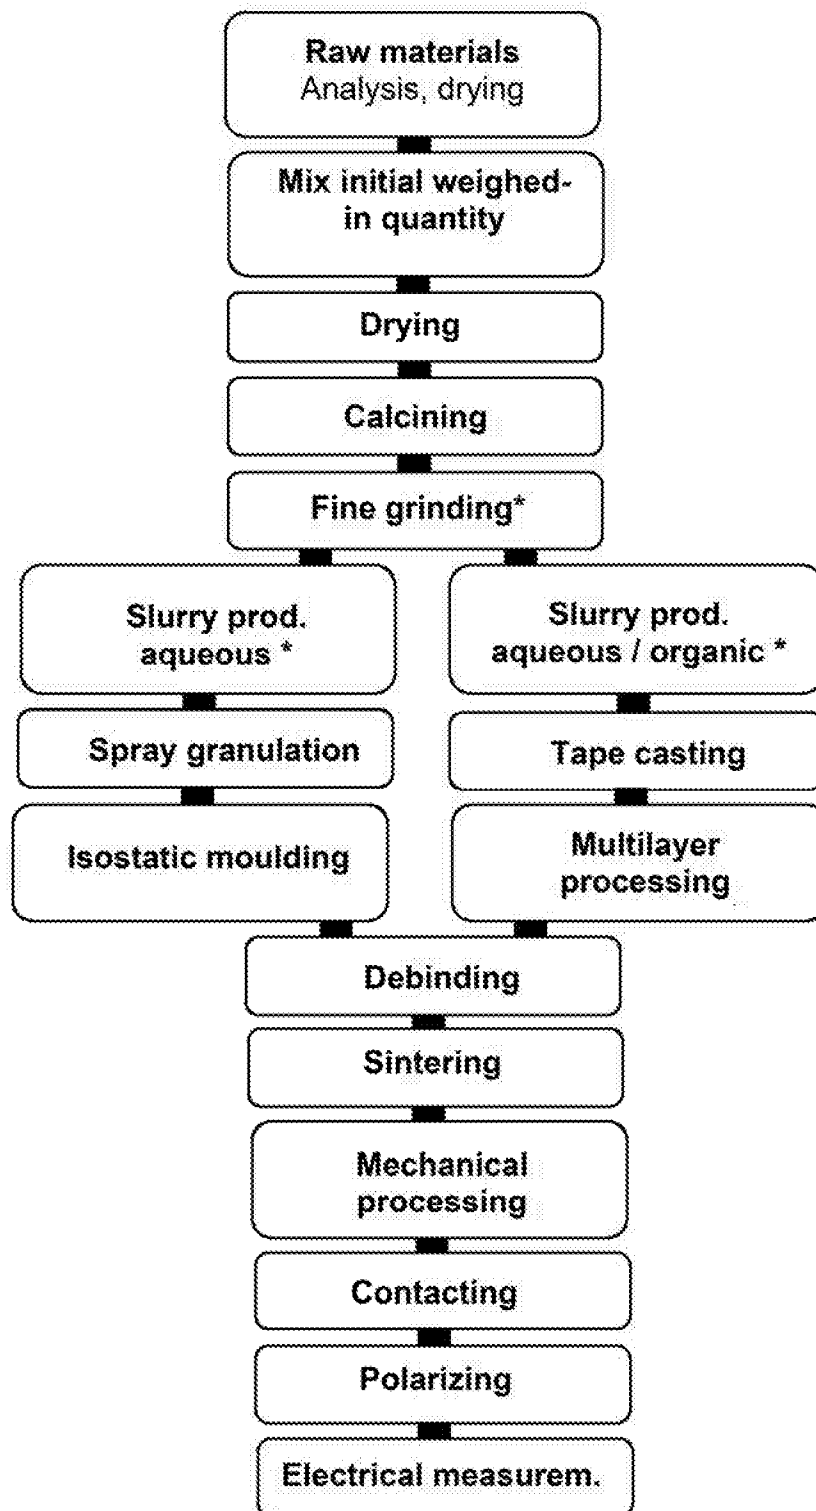 Raw materials
Analysis, drying
Mix initial weighed-
in quantity
Drying
Calcining
Fine grinding*
Slurry prod.
aqueous *
Slurry prod.
aqueous / organic *
Spray granulation
Tape casting
Isostatic moulding
Multilayer
processing
Debinding
Sintering
Mechanical
processing
Contacting
Polarizing
Electrical measurem.